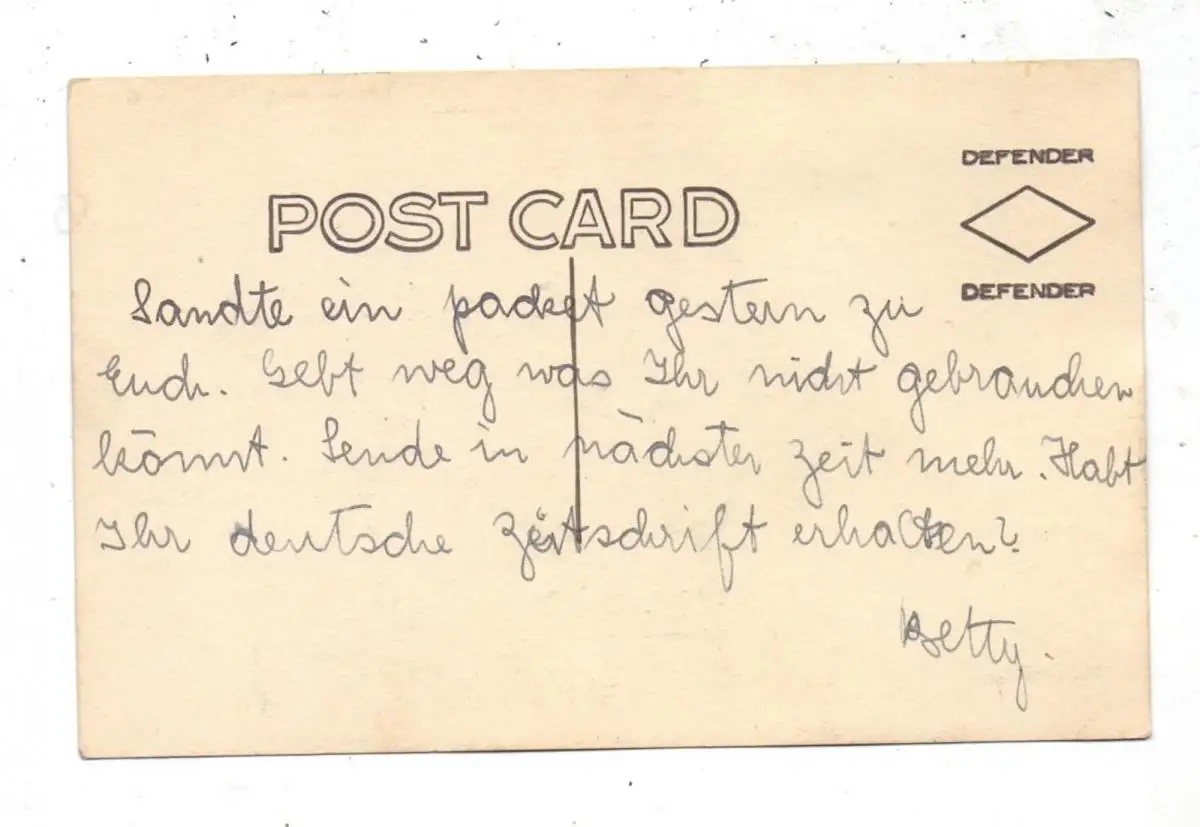 DEFENDER
POST CARD
DEFENDER
Sandte ein packet gestern zu
Euch. Gebt weg was Ihr nicht gebrauchen
könnt. Sende in nächster zeit mehr. Habt
Ihr deutsche Zeitschrift erhalten?
Betty.